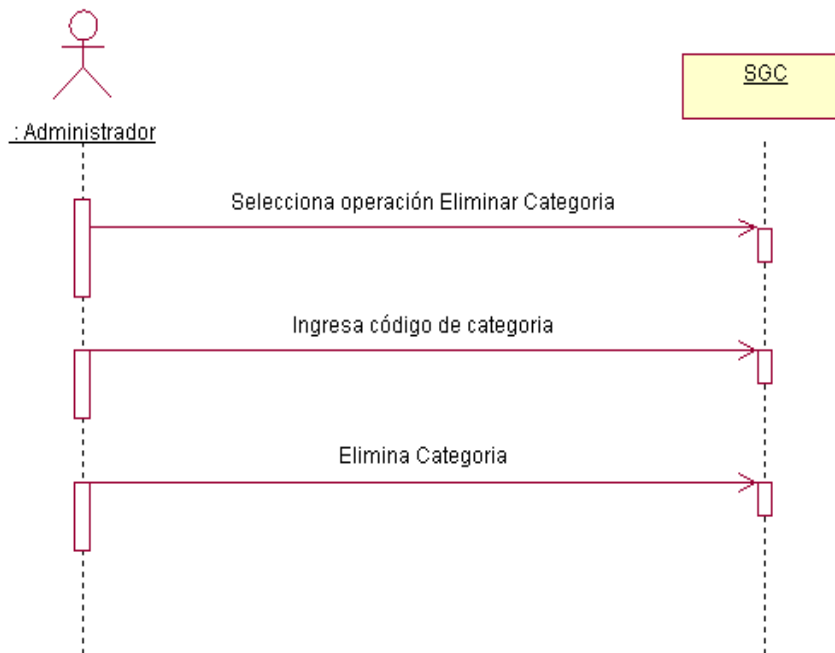 SGC
: Administrador
Selecciona operación Eliminar Categoria
Ingresa código de categoria
Elimina Categoria